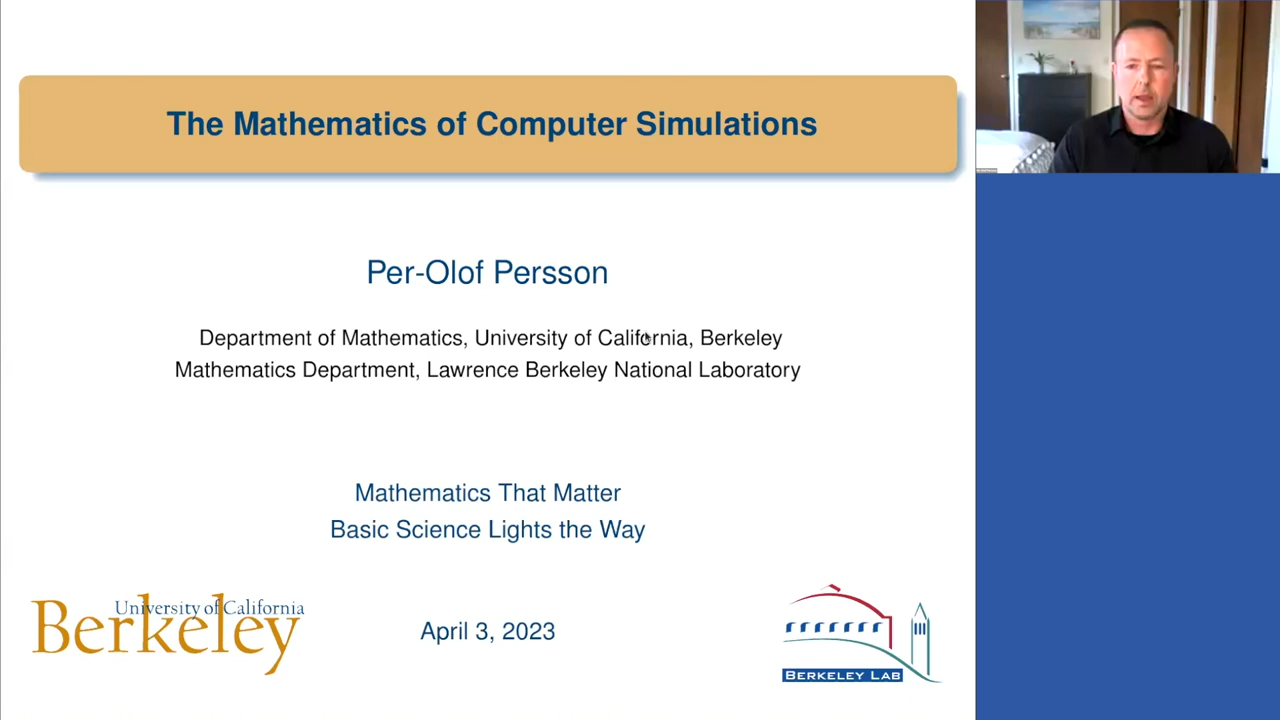 The Mathematics of Computer Simulations
Per-Olof Persson
Department of Mathematics, University of California, Berkeley
Mathematics Department, Lawrence Berkeley National Laboratory
Mathematics That Matter
Basic Science Lights the Way
University of California
Berkeley
April 3, 2023
BERKELEY LAB